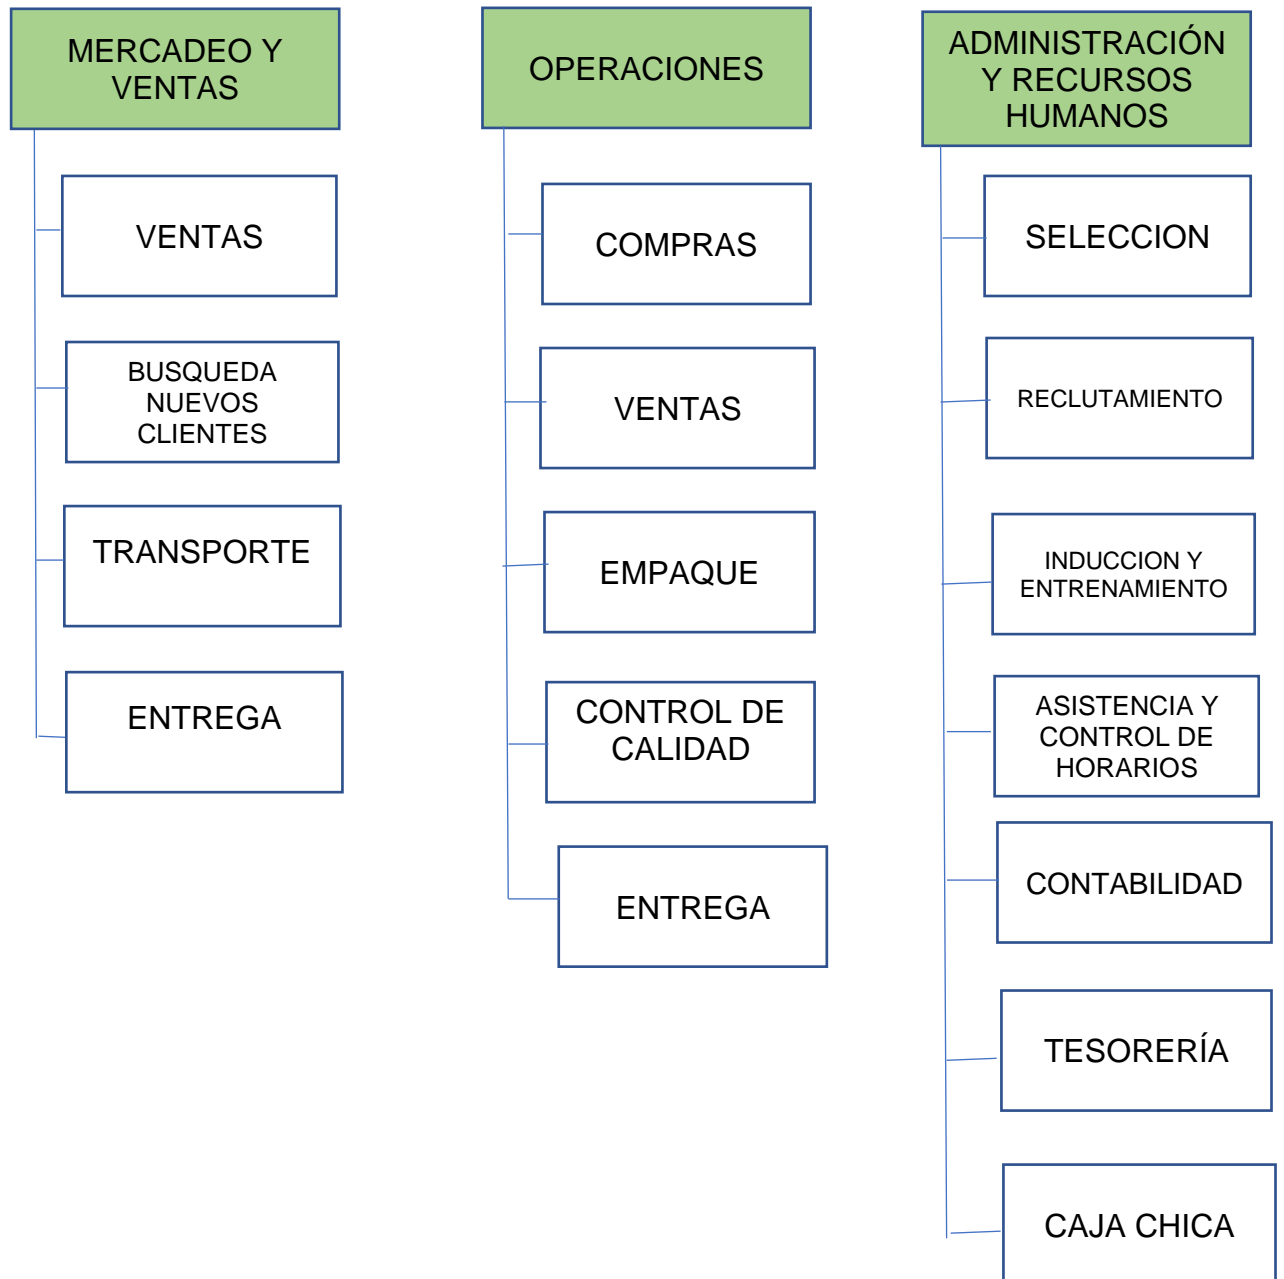 MERCADEO Y
VENTAS
VENTAS
BUSQUEDA
NUEVOS
CLIENTES
TRANSPORTE
ENTREGA
OPERACIONES
COMPRAS
VENTAS
EMPAQUE
CONTROL DE
CALIDAD
ENTREGA
ADMINISTRACIÓN
Y RECURSOS
HUMANOS
SELECCION
RECLUTAMIENTO
INDUCCION Y
ENTRENAMIENTO
ASISTENCIA Y
CONTROL DE
HORARIOS
CONTABILIDAD
TESORERÍA
CAJA CHICA